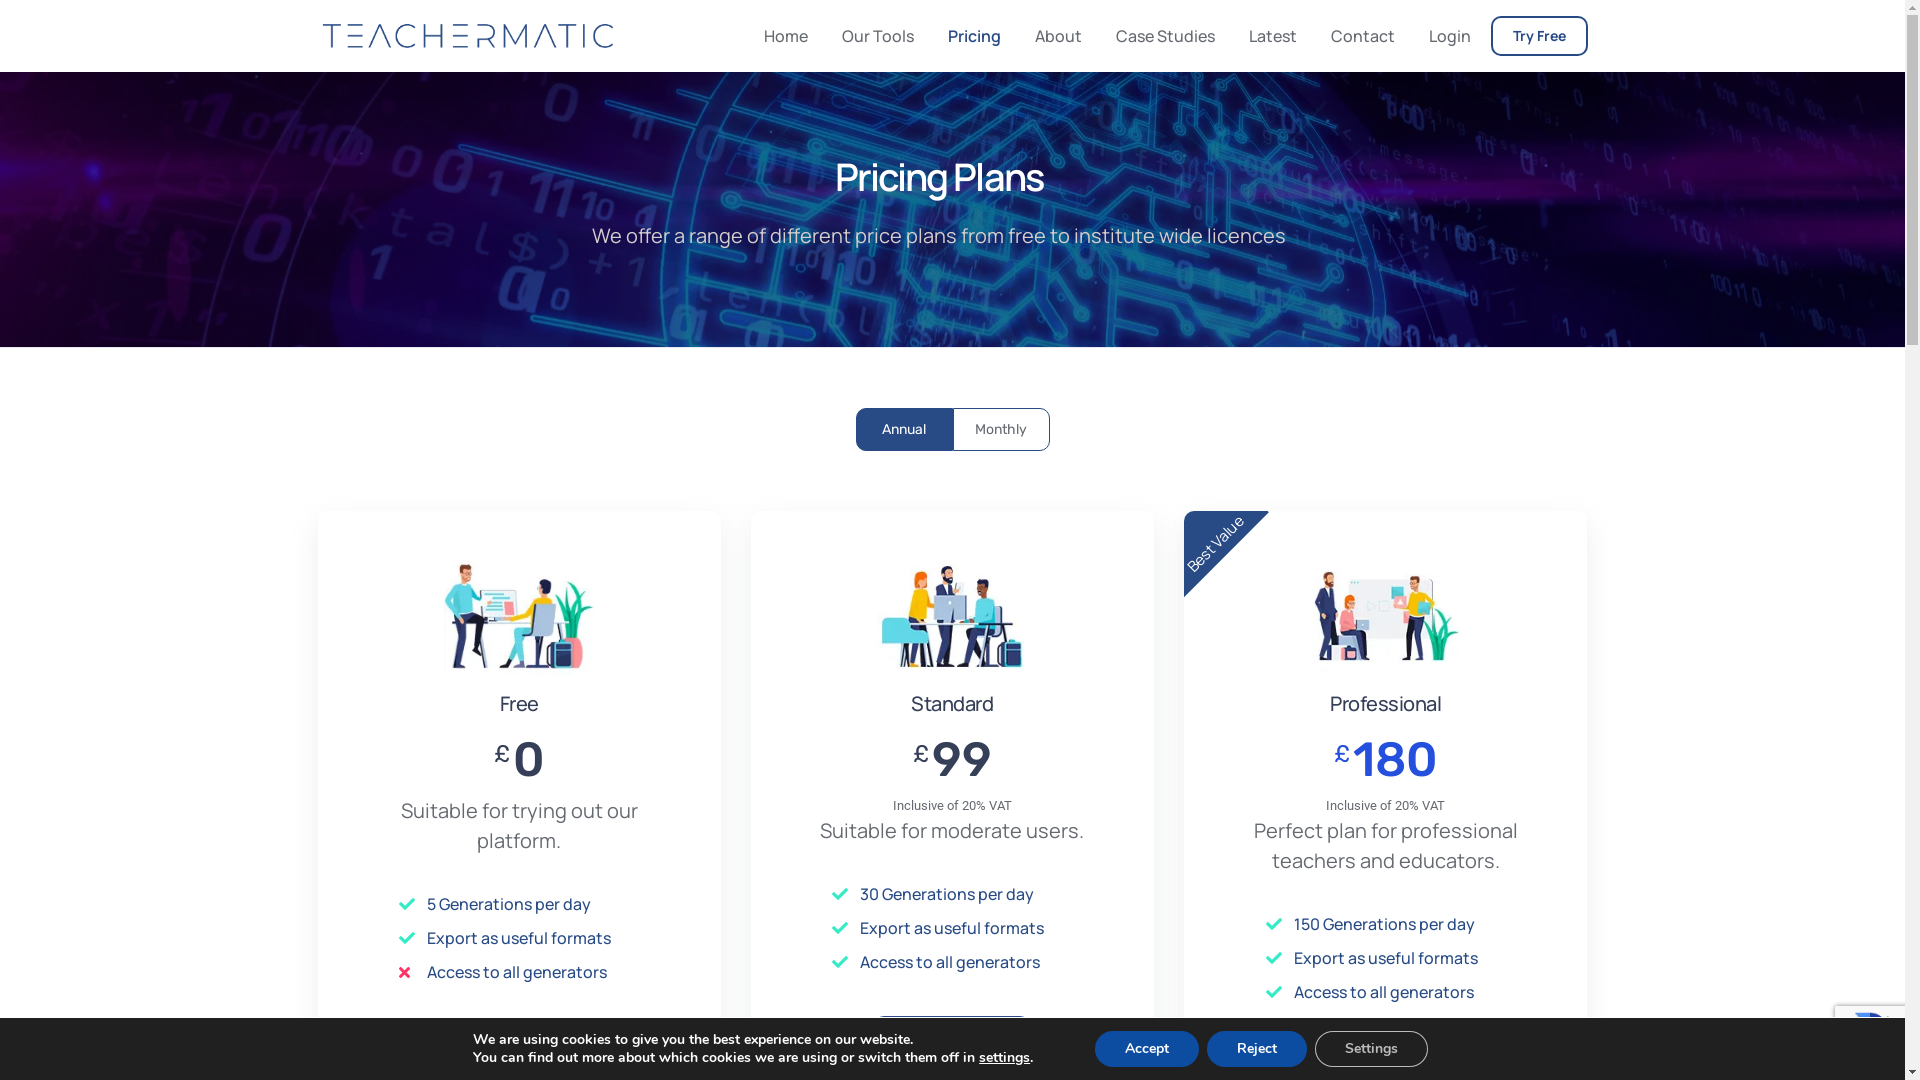 TEACHERMATIC
Home
Our Tools
Pricing
About
Case Studies
Latest
Contact
Login
Try Free
Pricing Plans
We offer a range of different price plans from free to institute wide licences
Annual
Monthly
Free
£0
Suitable for trying out our
platform.
5 Generations per day
Export as useful formats
Access to all generators
Standard
£99
Inclusive of 20% VAT
Suitable for moderate users.
30 Generations per day
Export as useful formats
Access to all generators
Best Value
Professional
£180
Inclusive of 20% VAT
Perfect plan for professional
teachers and educators.
150 Generations per day
Export as useful formats
Access to all generators
We are using cookies to give you the best experience on our website.
You can find out more about which cookies we are using or switch them off in settings.
Accept
Reject
Settings